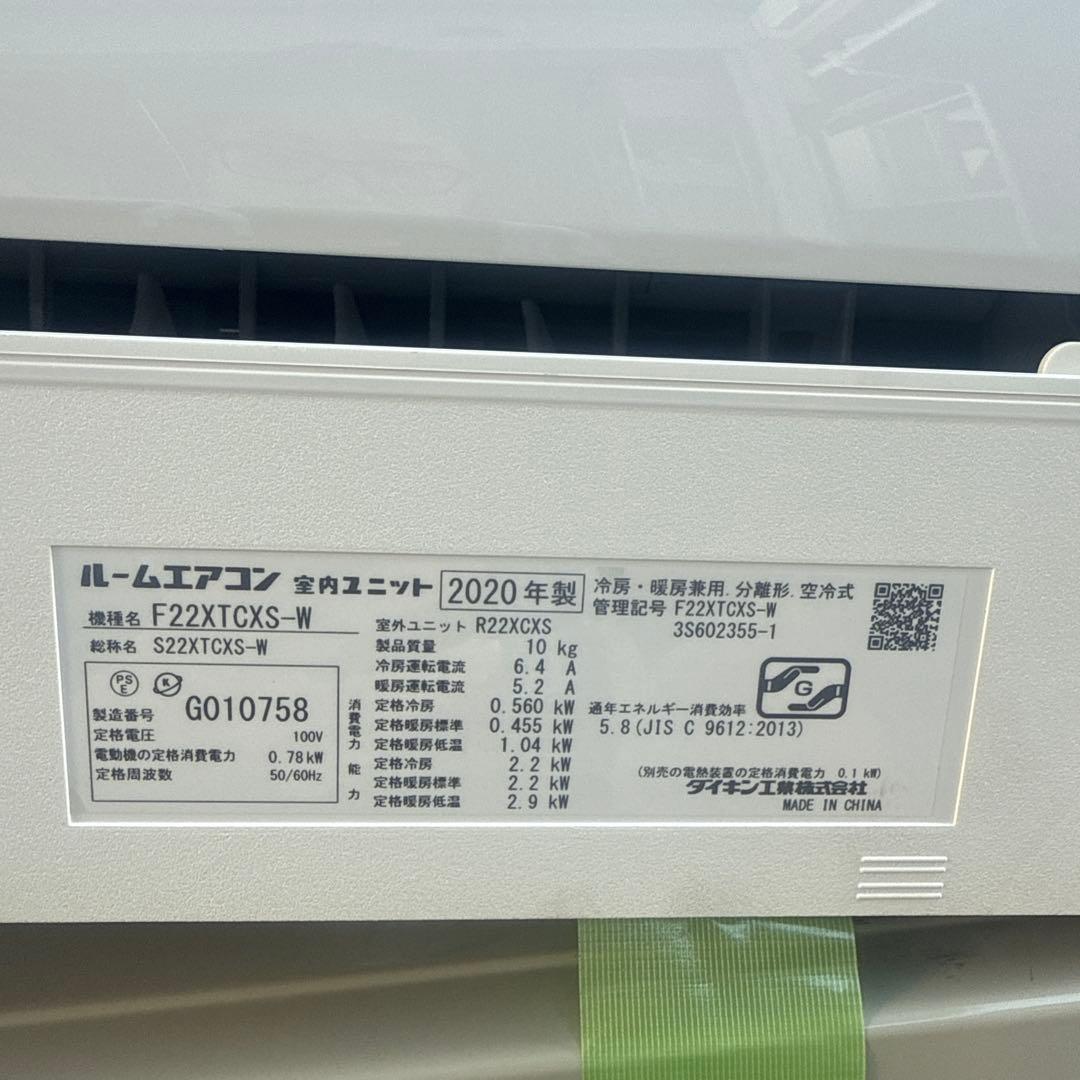 ルームエアコン 室内ユニット 2020年製
機種名 F22XTCXS-W
総称名 S22XTCXS-W
PS
E
K
製造番号 G010758
定格電圧 100V
電動機の定格消費電力 0.78kW
定格周波数 50/60Hz
室外ユニット R22XCXS
製品質量 10 kg
冷房運転電流 6.4 A
暖房運転電流 5.2 A
消費電力
定格冷房 0.560 kW
定格暖房標準 0.455 kW
定格暖房低温 1.04 kW
能力
定格冷房 2.2 kW
定格暖房標準 2.2 kW
定格暖房低温 2.9 kW
冷房・暖房兼用.分離形.空冷式
管理記号 F22XTCXS-W
3S602355-1
G
通年エネルギー消費効率
5.8(JIS C 9612:2013)
(別売の電熱装置の定格消費電力 0.1 kW)
ダイキン工業株式会社
MADE IN CHINA